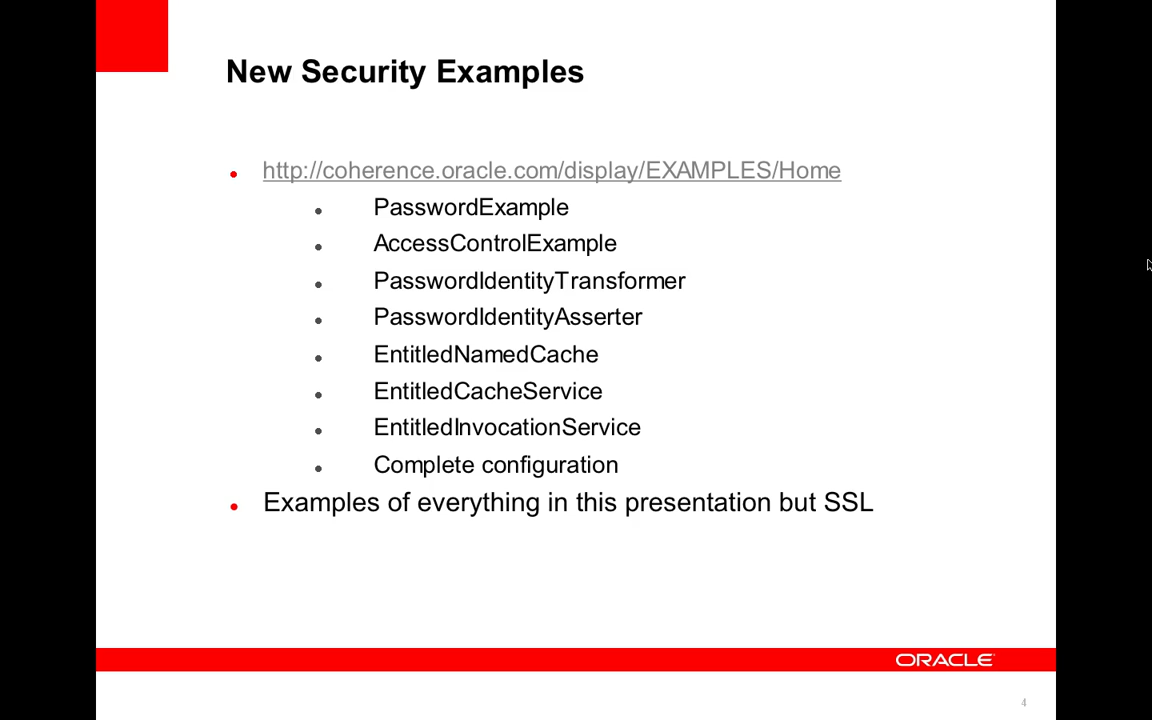 New Security Examples
http://coherence.oracle.com/display/EXAMPLES/Home
PasswordExample
AccessControlExample
PasswordIdentityTransformer
PasswordIdentityAsserter
EntitledNamedCache
EntitledCacheService
EntitledInvocationService
Complete configuration
Examples of everything in this presentation but SSL
ORACLE
4